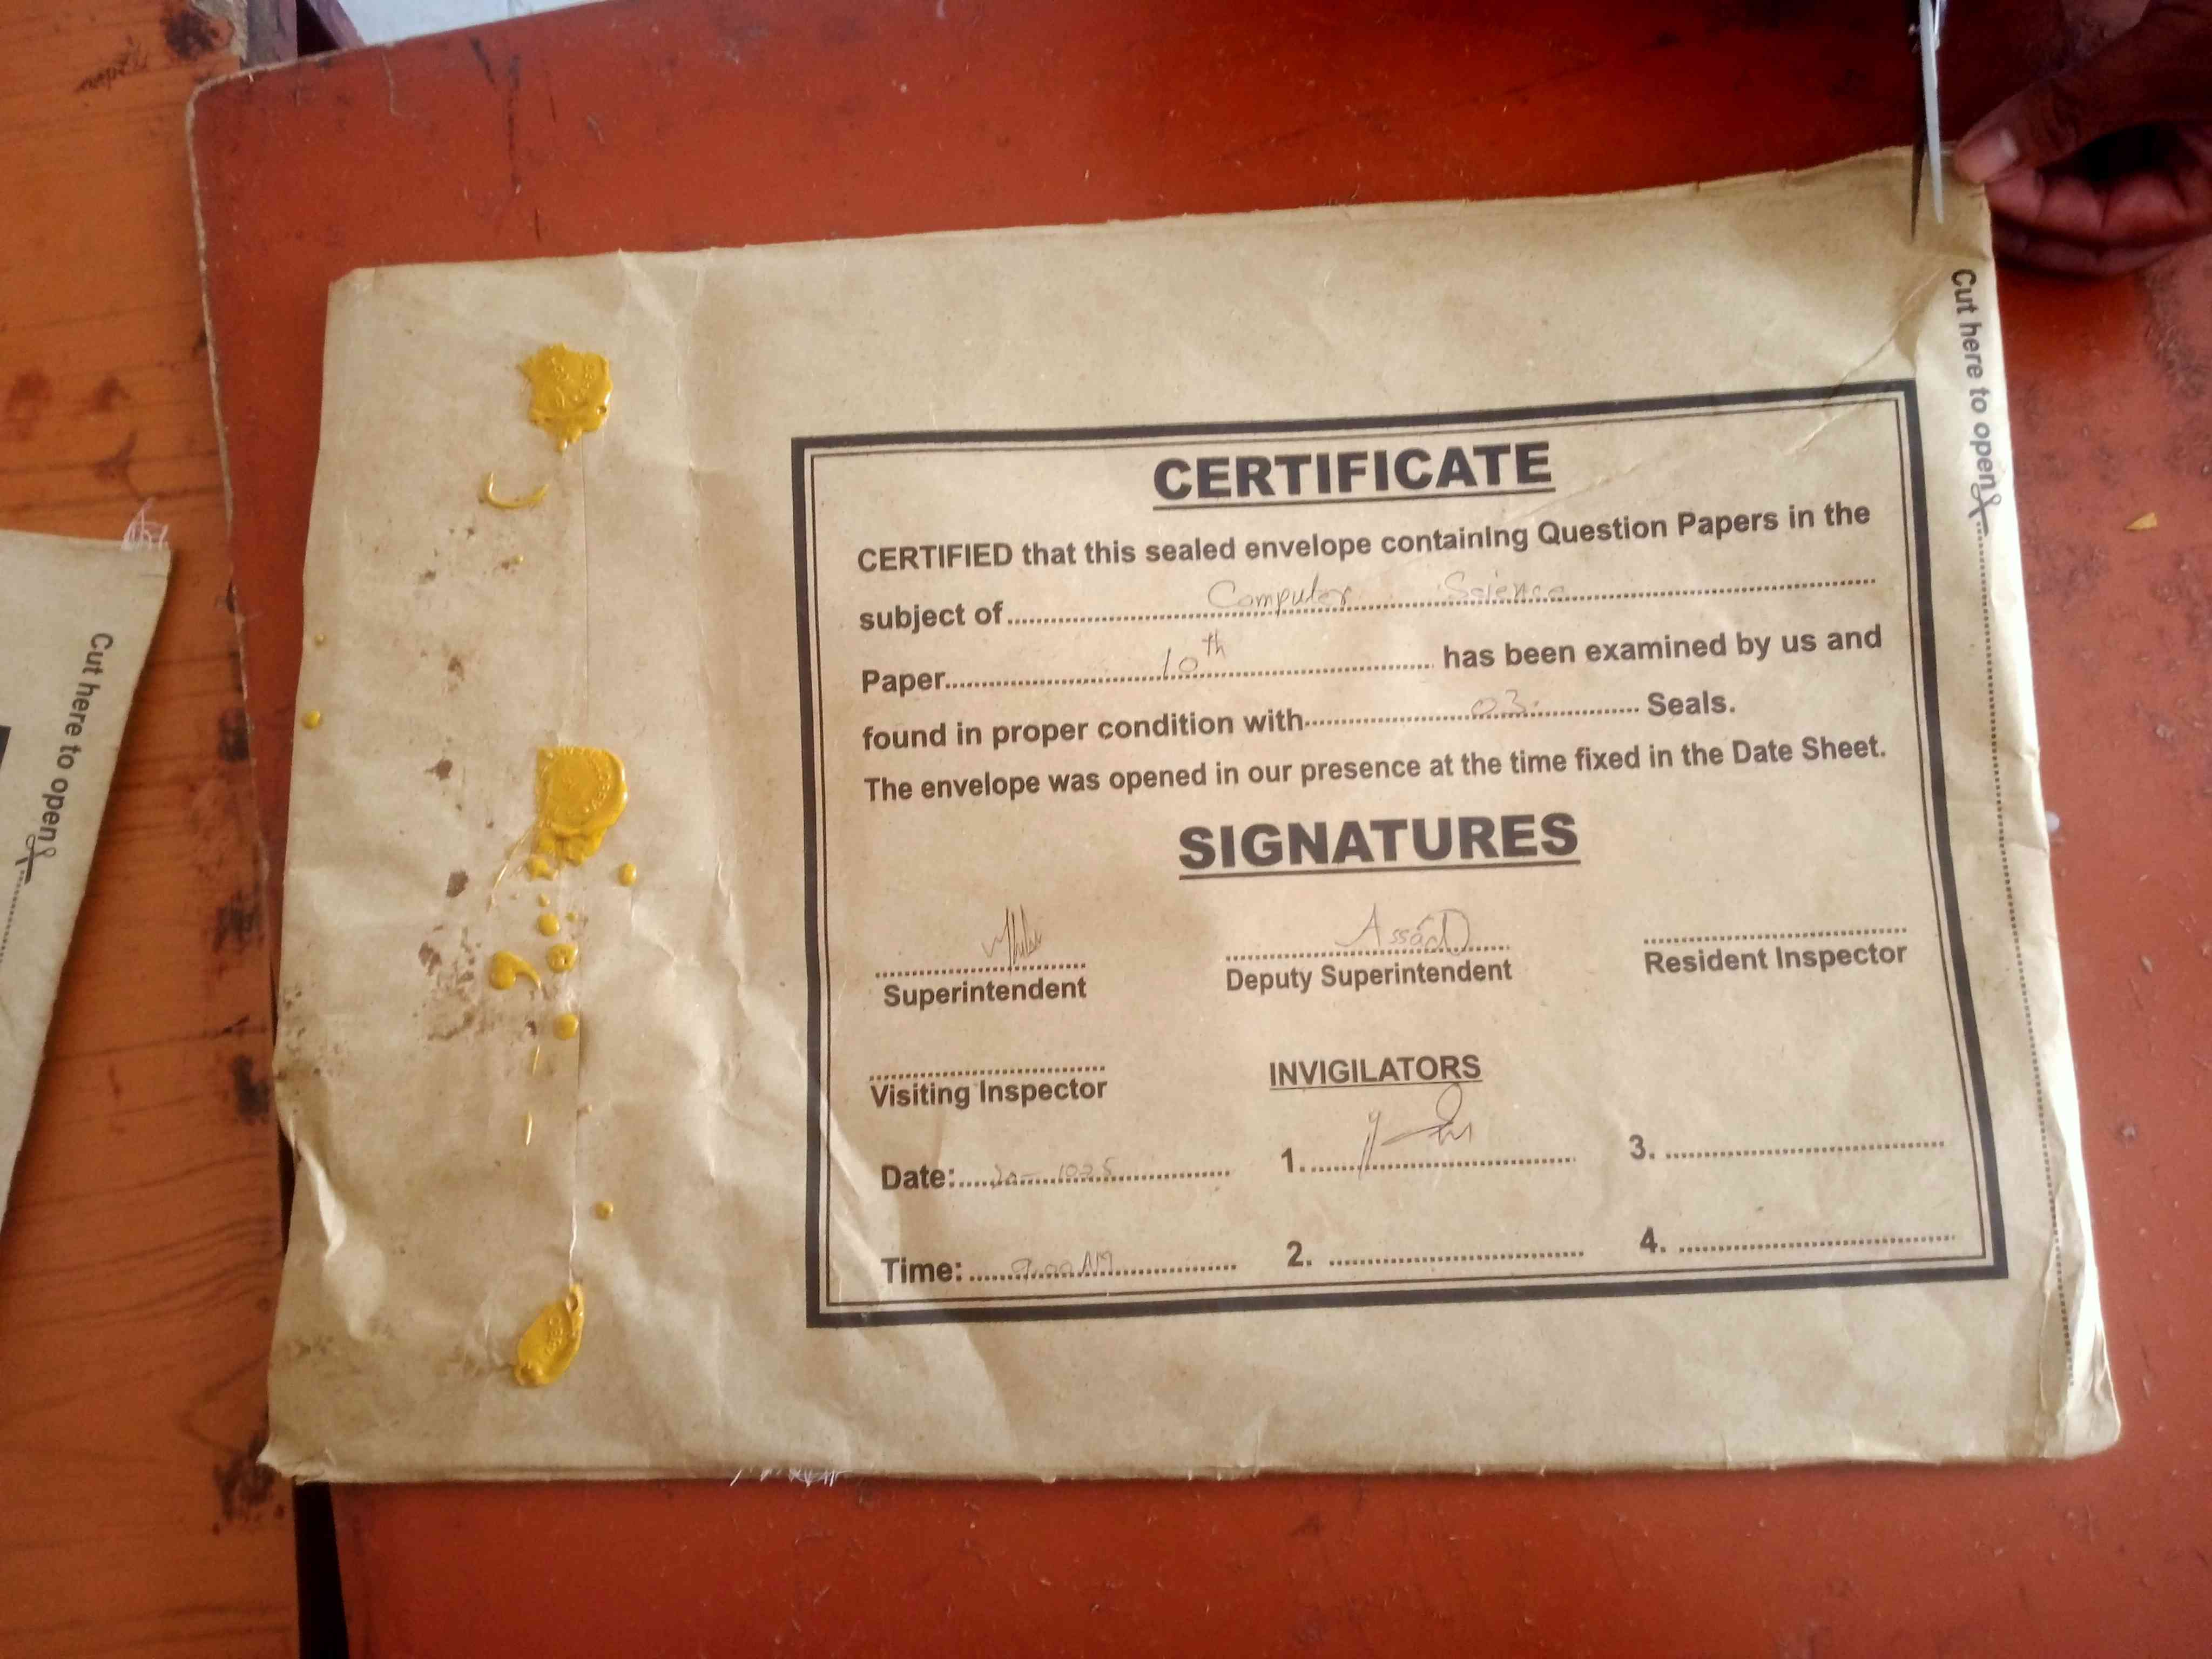 Cut here to open
CERTIFICATE
CERTIFIED that this sealed envelope containing Question Papers in the
subject of Computer Science
Paper 10th has been examined by us and
found in proper condition with 03 Seals.
The envelope was opened in our presence at the time fixed in the Date Sheet.
SIGNATURES
Assad
Superintendent Deputy Superintendent Resident Inspector
Visiting Inspector INVIGILATORS
Date: 1. 3.
Time: 9:00 AM 2. 4.
Cut here to open